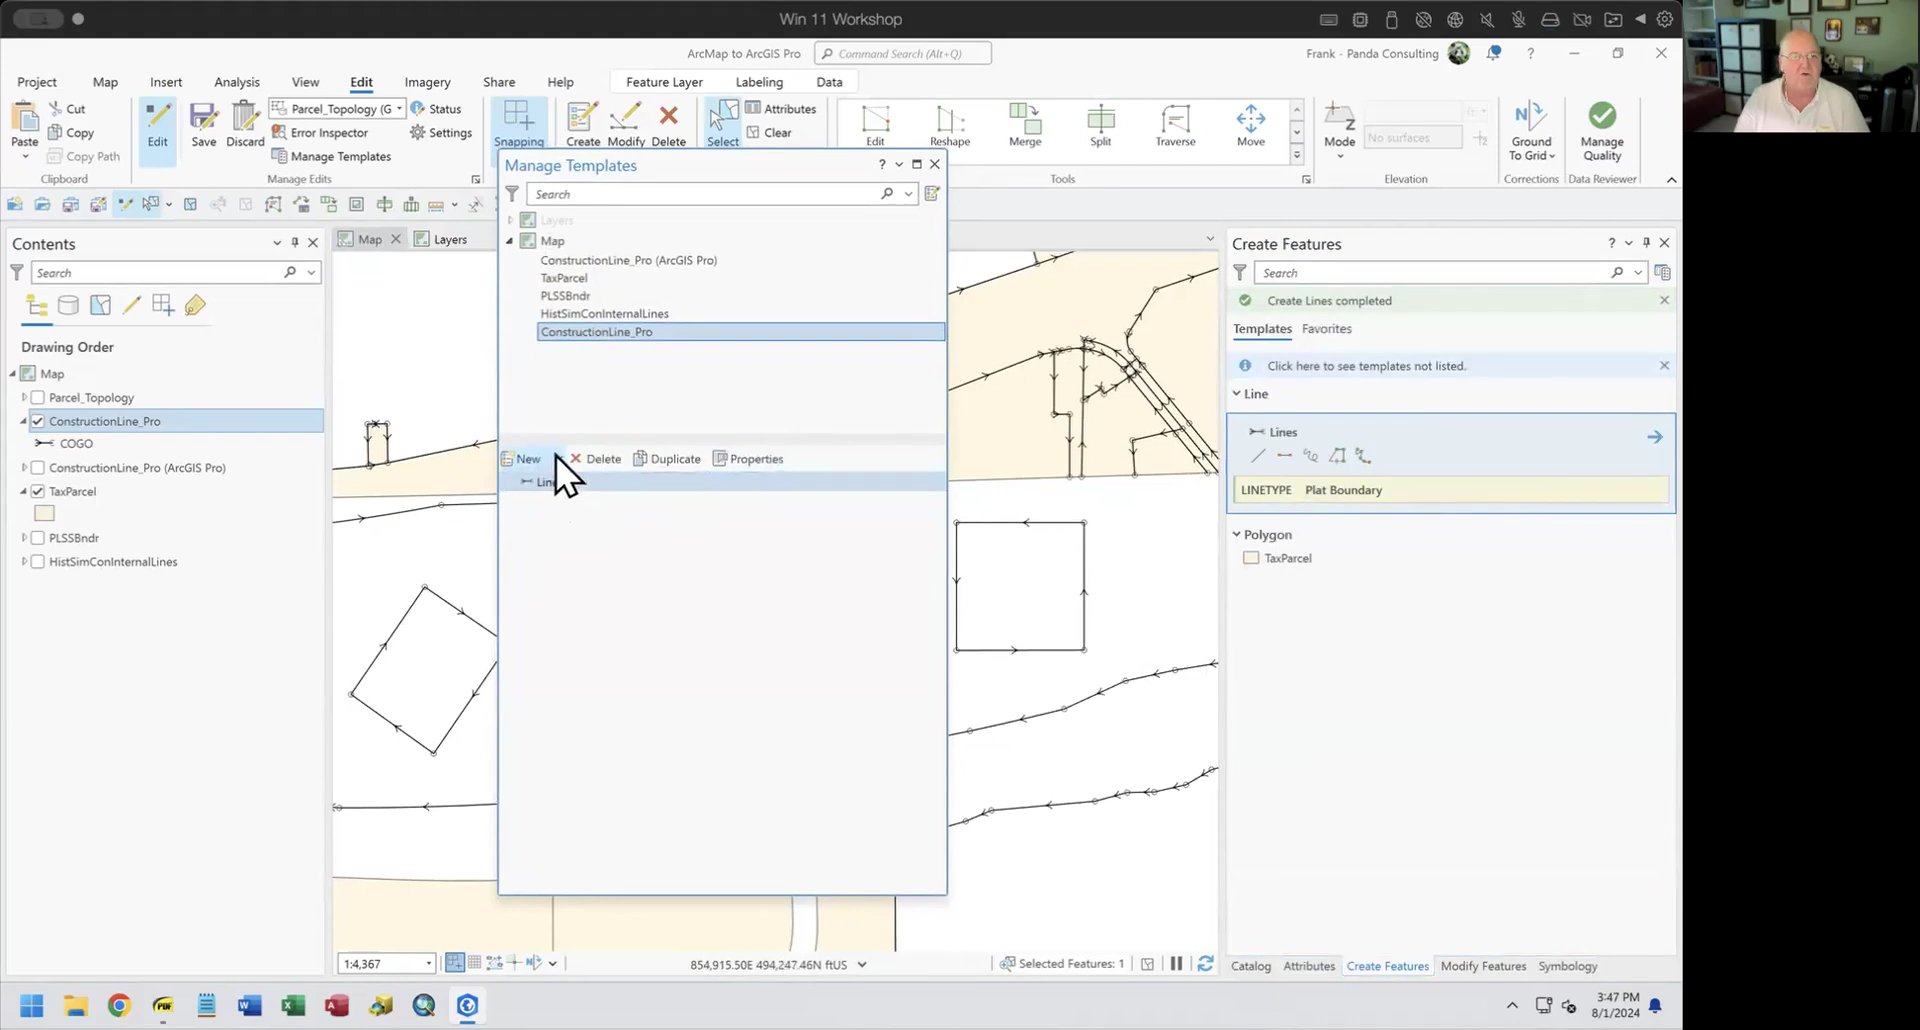 Win 11 Workshop
ArcMap to ArcGIS Pro
Command Search (Alt+Q)
Frank - Panda Consulting
?
Project
Map
Insert
Analysis
View
Edit
Imagery
Share
Help
Feature Layer
Labeling
Data
Paste
Cut
Copy
Copy Path
Clipboard
Edit
Save
Discard
Parcel_Topology (G
Status
Error Inspector
Settings
Manage Templates
Manage Edits
Snapping
Create
Modify
Delete
Select
Attributes
Clear
Edit
Reshape
Merge
Split
Traverse
Move
Tools
Mode
No surfaces
Elevation
Ground
To Grid
Corrections
Manage
Quality
Data Reviewer
Contents
Search
Drawing Order
Map
Parcel_Topology
ConstructionLine_Pro
COGO
ConstructionLine_Pro (ArcGIS Pro)
TaxParcel
PLSSBndr
HistSimConInternalLines
Map
Layers
Manage Templates
?
Search
Layers
Map
ConstructionLine_Pro (ArcGIS Pro)
TaxParcel
PLSSBndr
HistSimConInternalLines
ConstructionLine_Pro
New
Delete
Duplicate
Properties
Create Features
?
Search
Create Lines completed
Templates
Favorites
Click here to see templates not listed.
Line
Lines
LINETYPE Plat Boundary
Polygon
TaxParcel
1:4,367
854,915.50E 494,247.46N ftUS
Selected Features: 1
Catalog
Attributes
Create Features
Modify Features
Symbology
3:47 PM
8/1/2024